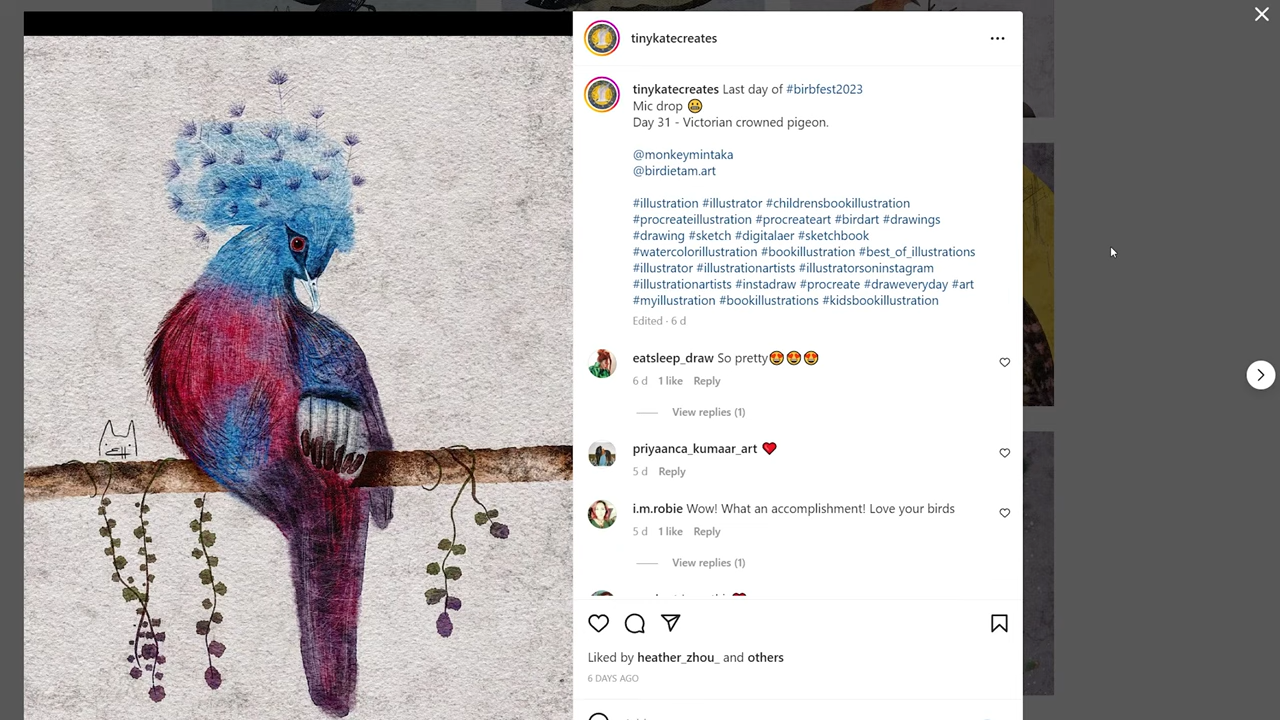 tinykatecreates
tinykatecreates Last day of #birbfest2023
Mic drop 😬
Day 31 - Victorian crowned pigeon.
@monkeymintaka
@birdietam.art
#illustration #illustrator #childrensbookillustration
#procreateillustration #procreateart #birdart #drawings
#drawing #sketch #digitalaer #sketchbook
#watercolorillustration #bookillustration #best_of_illustrations
#illustrator #illustrationartists #illustratorsoninstagram
#illustrationartists #instadraw #procreate #draweveryday #art
#myillustration #bookillustrations #kidsbookillustration
Edited · 6 d
eatsleep_draw So pretty😍😍😍
6 d 1 like Reply
View replies (1)
priyaanca_kumaar_art ❤️
5 d Reply
i.m.robie Wow! What an accomplishment! Love your birds
5 d 1 like Reply
View replies (1)
Liked by heather_zhou_ and others
6 DAYS AGO